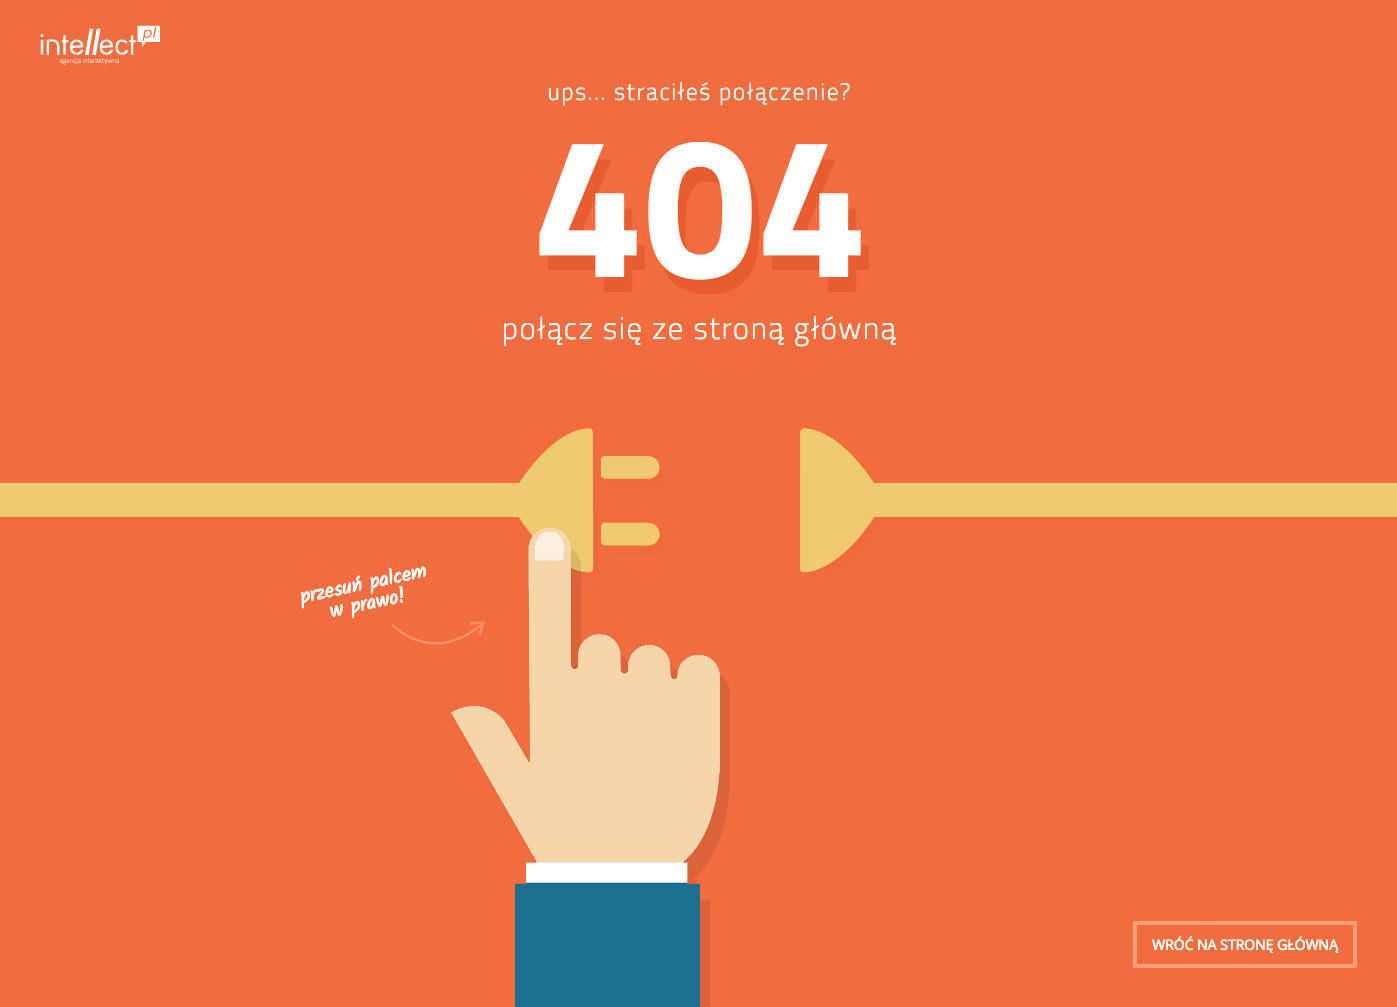 intellect pl
agencja interaktywna
ups... straciłeś połączenie?
404
połącz się ze stroną główną
przesuń palcem
w prawo!
WRÓĆ NA STRONĘ GŁÓWNĄ